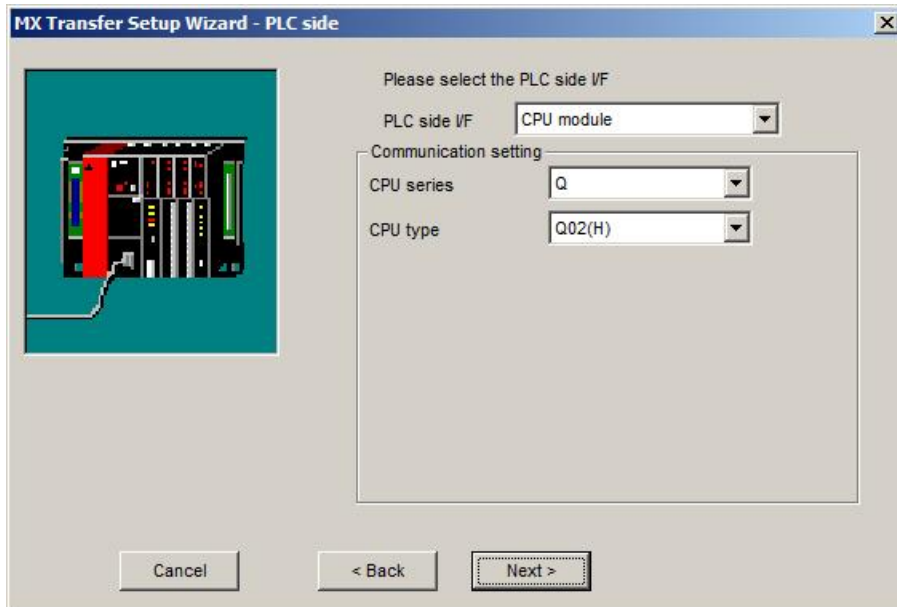 MX Transfer Setup Wizard - PLC side
Please select the PLC side I/F
PLC side I/F CPU module
Communication setting
CPU series Q
CPU type Q02(H)
Cancel < Back Next >